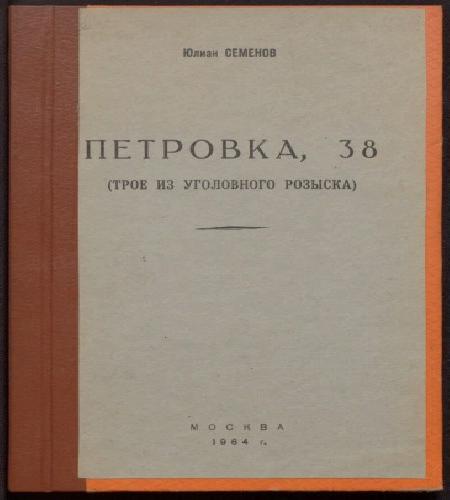 Юлиан СЕМЕНОВ
ПЕТРОВКА, 38
(ТРОЕ ИЗ УГОЛОВНОГО РОЗЫСКА)
МОСКВА
1964 г.